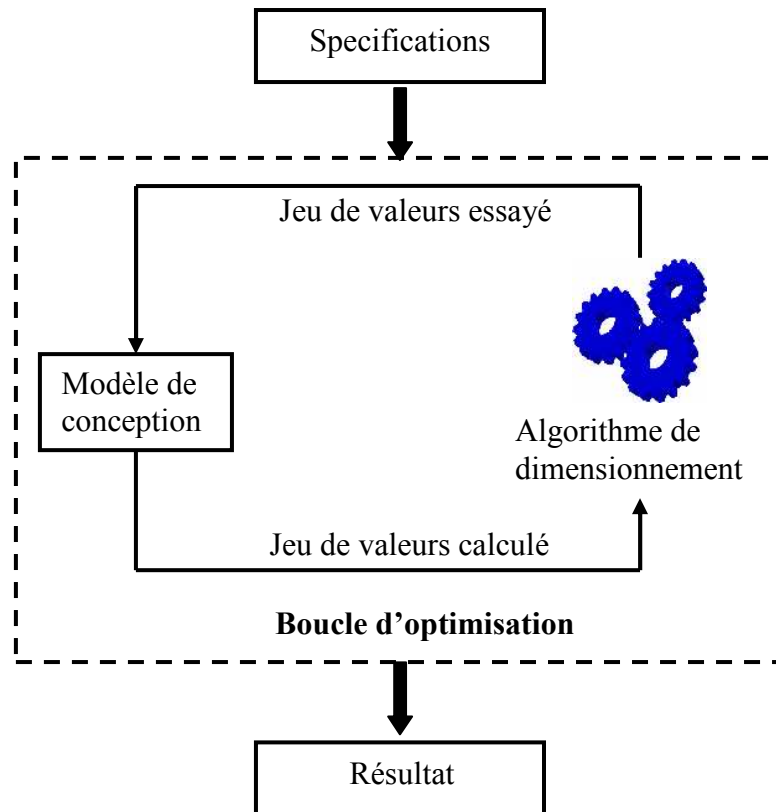 Specifications
Jeu de valeurs essayé
Modèle de
conception
Algorithme de
dimensionnement
Jeu de valeurs calculé
Boucle d’optimisation
Résultat